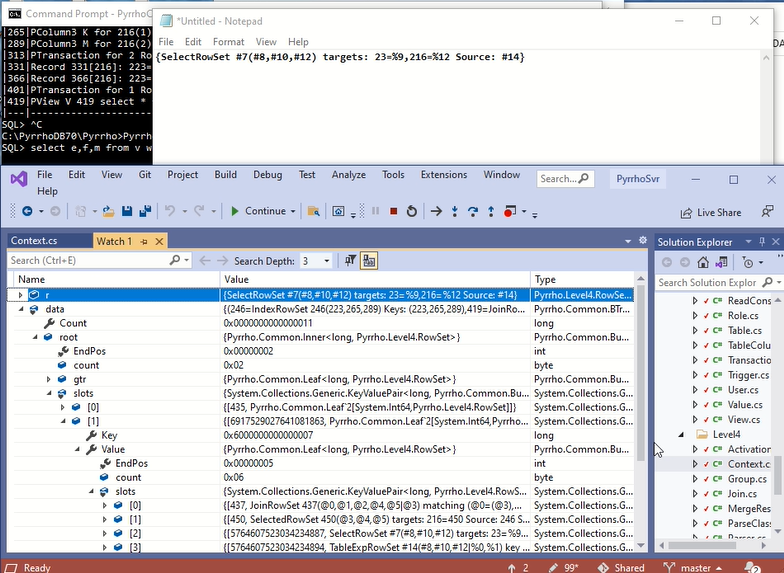 Command Prompt - PyrrhoC
|265|PColumn3 K for 216(1)
|289|PColumn3 M for 216(2)
|313|PTransaction for 2 Ro
|331|Record 331[216]: 223=
|366|Record 366[216]: 223=
|401|PTransaction for 1 Ro
|419|PView V 419 select *
|---|--------------------
SQL> ^C
C:\PyrrhoDB70\Pyrrho>Pyrrh
SQL> select e,f,m from v w
*Untitled - Notepad
File Edit Format View Help
{SelectRowSet #7(#8,#10,#12) targets: 23=%9,216=%12 Source: #14}
File Edit View Git Project Build Debug Test Analyze Tools Extensions Window Search... PyrrhoSvr
Help
Continue Live Share
Context.cs Watch 1
Search (Ctrl+E) Search Depth: 3
Name Value Type
r {SelectRowSet #7(#8,#10,#12) targets: 23=%9,216=%12 Source: #14} Pyrrho.Level4.RowSe...
data {(246=IndexRowSet 246(223,265,289) Keys: (223,265,289),419=JoinRo... Pyrrho.Common.BTr...
Count 0x0000000000000011 long
root {Pyrrho.Common.Inner<long, Pyrrho.Level4.RowSet>} Pyrrho.Common.Bu...
EndPos 0x00000002 int
count 0x02 byte
gtr {Pyrrho.Common.Leaf<long, Pyrrho.Level4.RowSet>} Pyrrho.Common.Bu...
slots {System.Collections.Generic.KeyValuePair<long, Pyrrho.Common.Bu... System.Collections.G...
[0] {[435, Pyrrho.Common.Leaf`2[System.Int64,Pyrrho.Level4.RowSet]]} System.Collections.G...
[1] {[6917529027641081863, Pyrrho.Common.Leaf`2[System.Int64,Pyrrho... System.Collections.G...
Key 0x6000000000000007 long
Value {Pyrrho.Common.Leaf<long, Pyrrho.Level4.RowSet>} Pyrrho.Common.Bu...
EndPos 0x00000005 int
count 0x06 byte
slots {System.Collections.Generic.KeyValuePair<long, Pyrrho.Level4.RowS... System.Collections.G...
[0] {[437, JoinRowSet 437(@0,@1,@2,@4,@5|@3) matching (@0=(@3),... System.Collections.G...
[1] {[450, SelectedRowSet 450(@3,@4,@5) targets: 216=450 Source: 246 S... System.Collections.G...
[2] {[5764607523034234887, SelectRowSet #7(#8,#10,#12) targets: 23=%... System.Collections.G...
[3] {[5764607523034234894, TableExpRowSet #14(#8,#10,#12|%0,%1) key ... System.Collections.G...
Solution Explorer
Search Solution Explor
ReadCons
Role.cs
Table.cs
TableColu
Transactio
Trigger.cs
User.cs
Value.cs
View.cs
Level4
Activation
Context.c
Group.cs
Join.cs
MergeRes
ParseClass
Parser.cs
Ready 2 99* Shared master 2